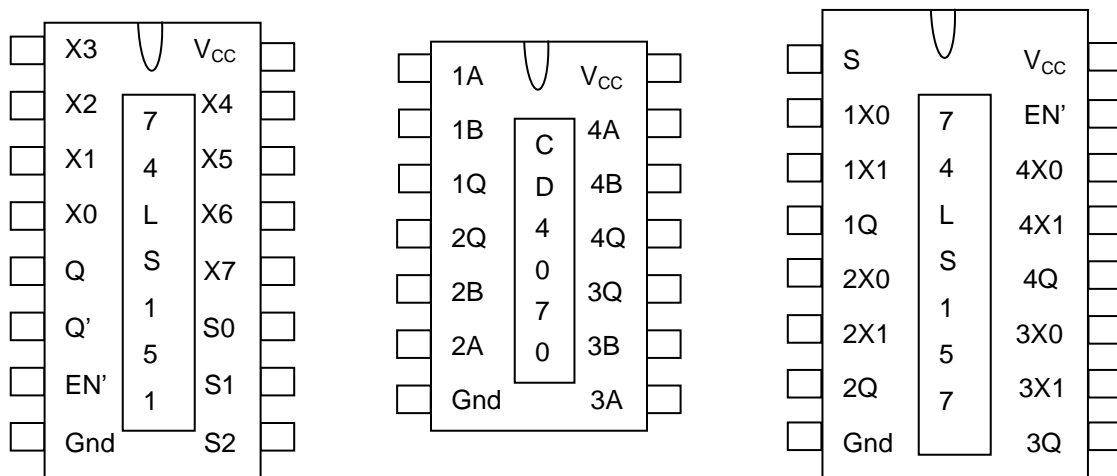 X3
X2
X1
X0
Q
Q’
EN’
Gnd
74LS151
VCC
X4
X5
X6
X7
S0
S1
S2
1A
1B
1Q
2Q
2B
2A
Gnd
CD4070
VCC
4A
4B
4Q
3Q
3B
3A
S
1X0
1X1
1Q
2X0
2X1
2Q
Gnd
74LS157
VCC
EN’
4X0
4X1
4Q
3X0
3X1
3Q